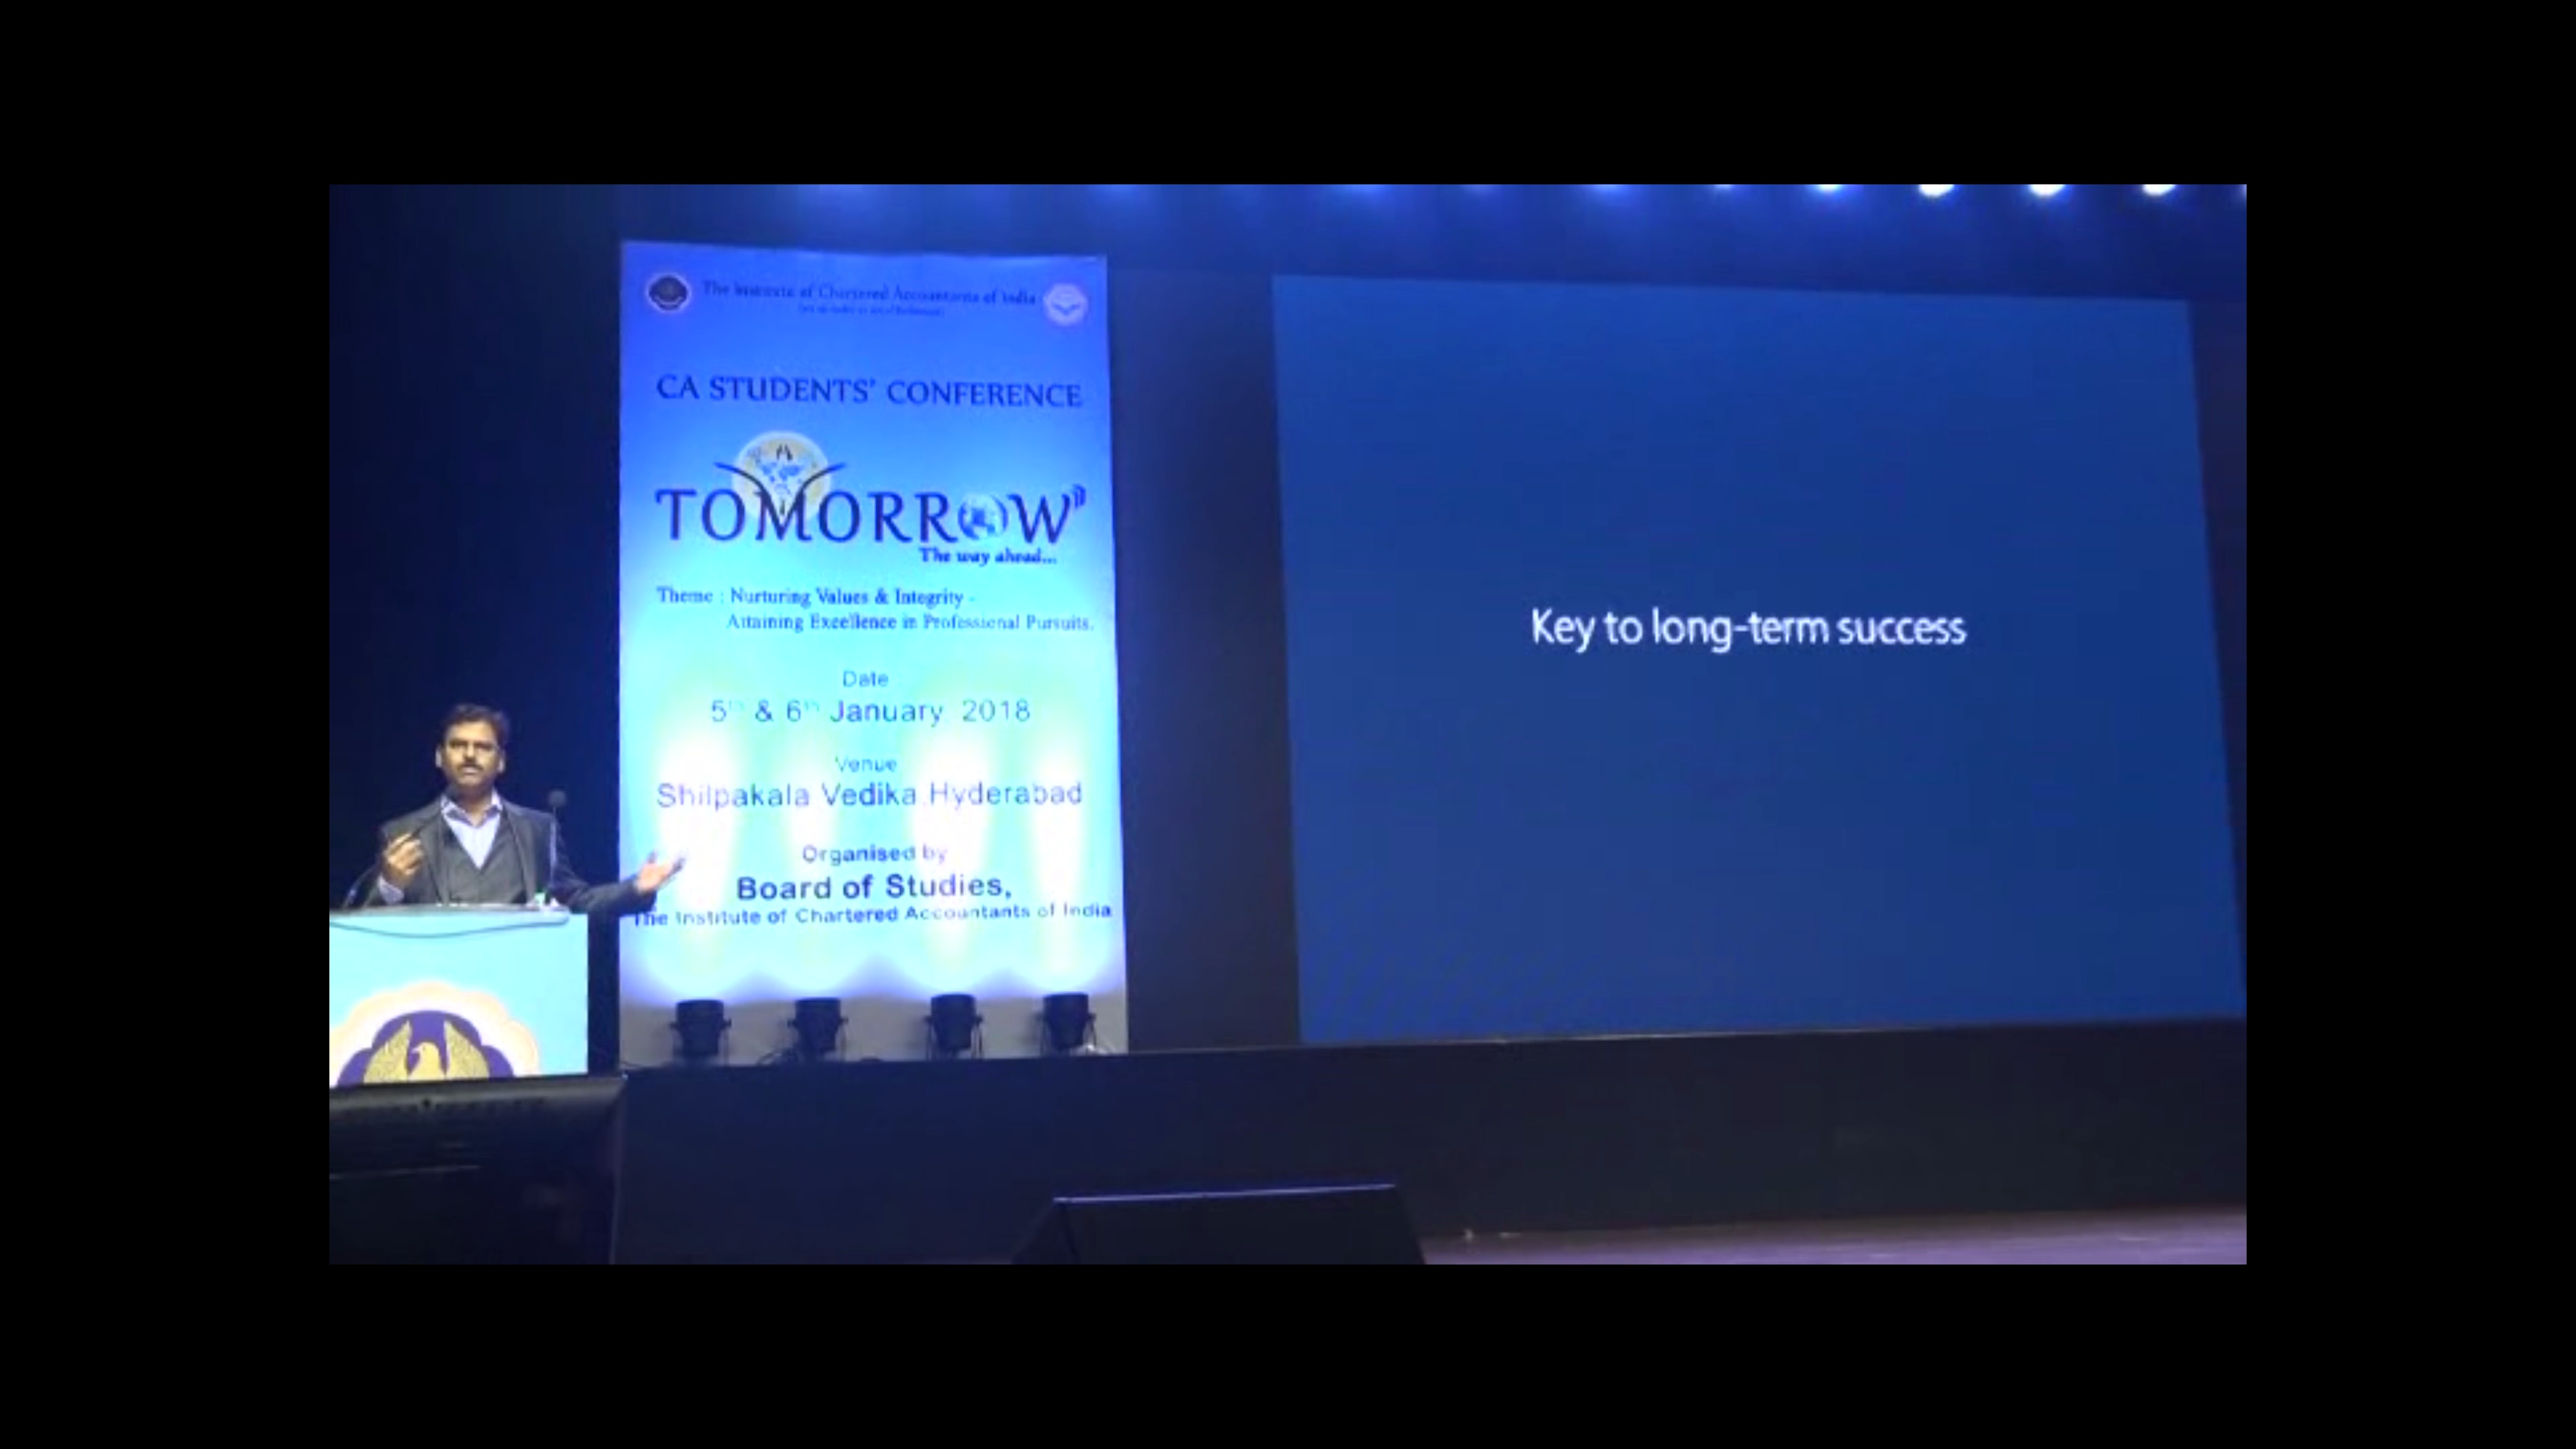 The Institute of Chartered Accountants of India
CA STUDENTS' CONFERENCE
TOMORROW
The way ahead...
Theme : Nurturing Values & Integrity -
Attaining Excellence in Professional Pursuits.
Date
5th & 6th January, 2018
Venue
Shilpakala Vedika, Hyderabad
Organised by
Board of Studies,
The Institute of Chartered Accountants of India
Key to long-term success